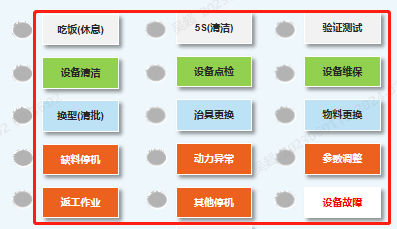 吃饭(休息) 5S(清洁) 验证测试
设备清洁 设备点检 设备维保
换型(清批) 治具更换 物料更换
缺料停机 动力异常 参数调整
返工作业 其他停机 设备故障